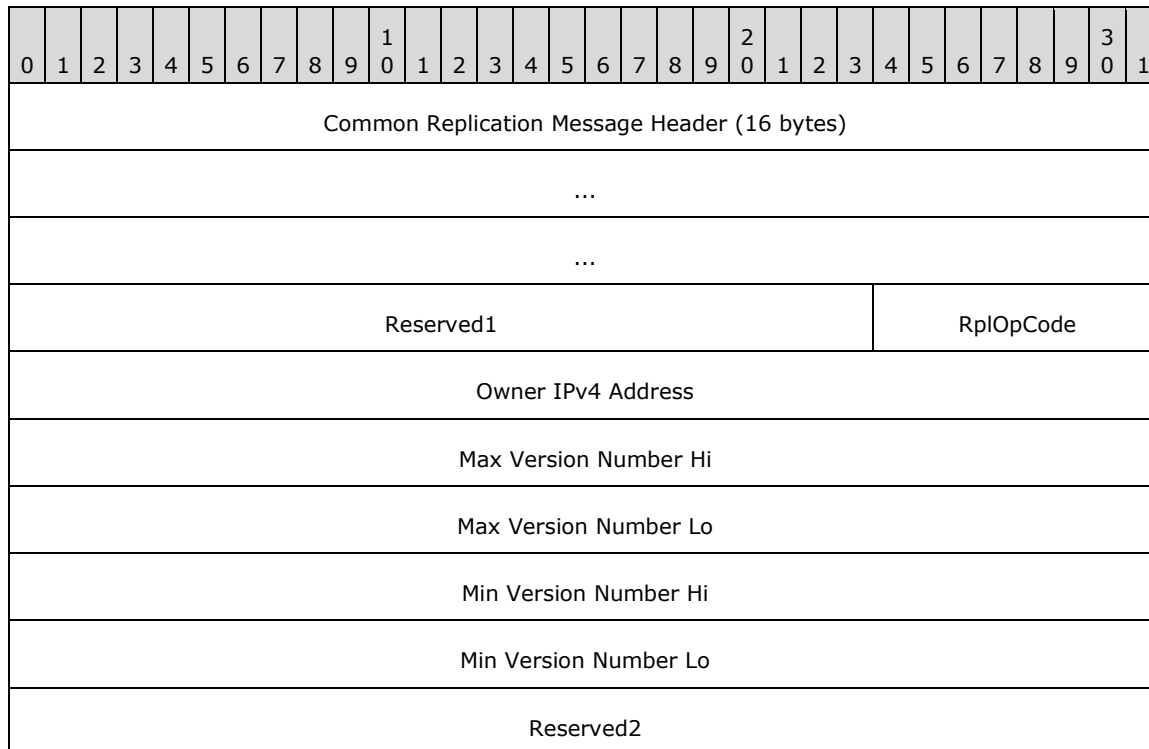 1 2 3
0 1 2 3 4 5 6 7 8 9 0 1 2 3 4 5 6 7 8 9 0 1 2 3 4 5 6 7 8 9 0 1
Common Replication Message Header (16 bytes)
...
...
Reserved1 RplOpCode
Owner IPv4 Address
Max Version Number Hi
Max Version Number Lo
Min Version Number Hi
Min Version Number Lo
Reserved2